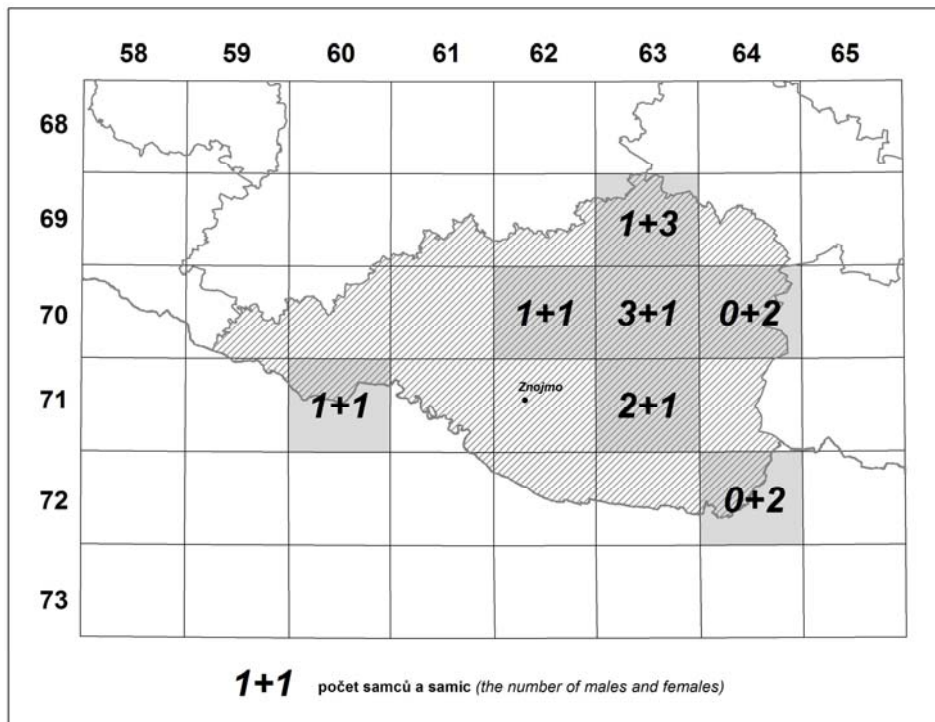 58 59 60 61 62 63 64 65
68
69 1+3
70 1+1 3+1 0+2
Znojmo
71 1+1 2+1
72 0+2
73
1+1 počet samců a samic (the number of males and females)